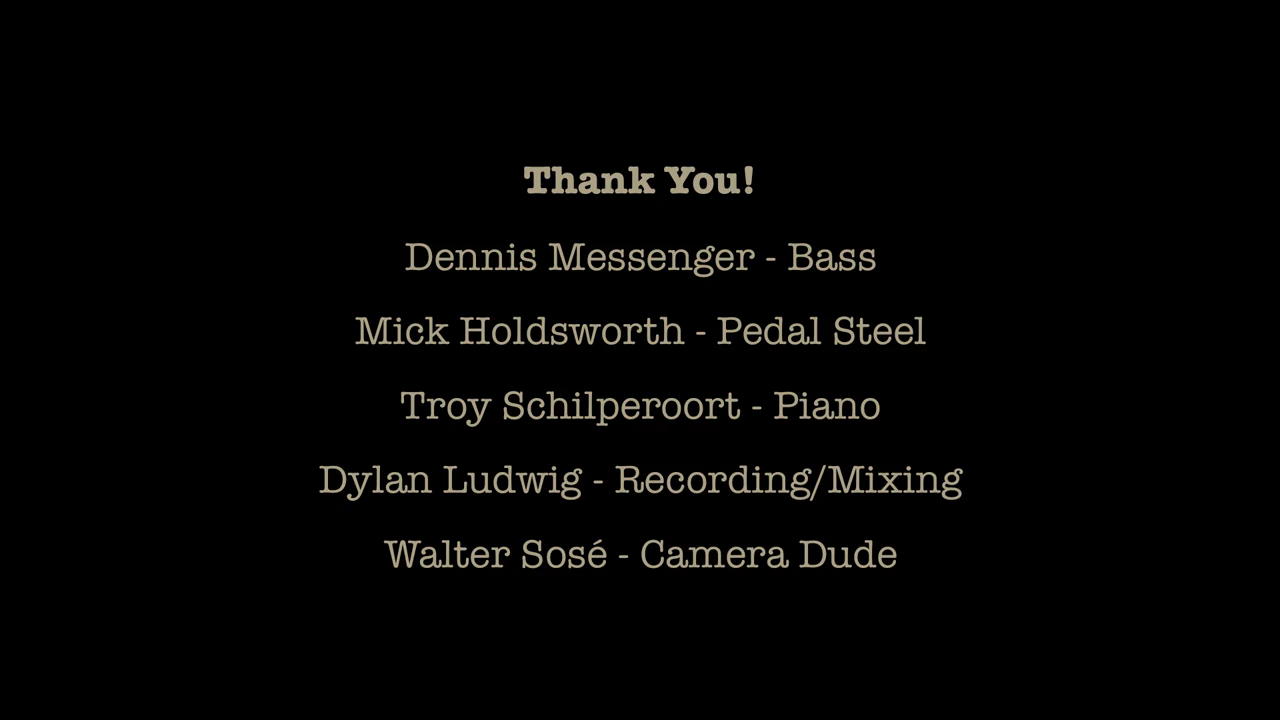 Thank You!
Dennis Messenger - Bass
Mick Holdsworth - Pedal Steel
Troy Schilperoort - Piano
Dylan Ludwig - Recording/Mixing
Walter Sosé - Camera Dude